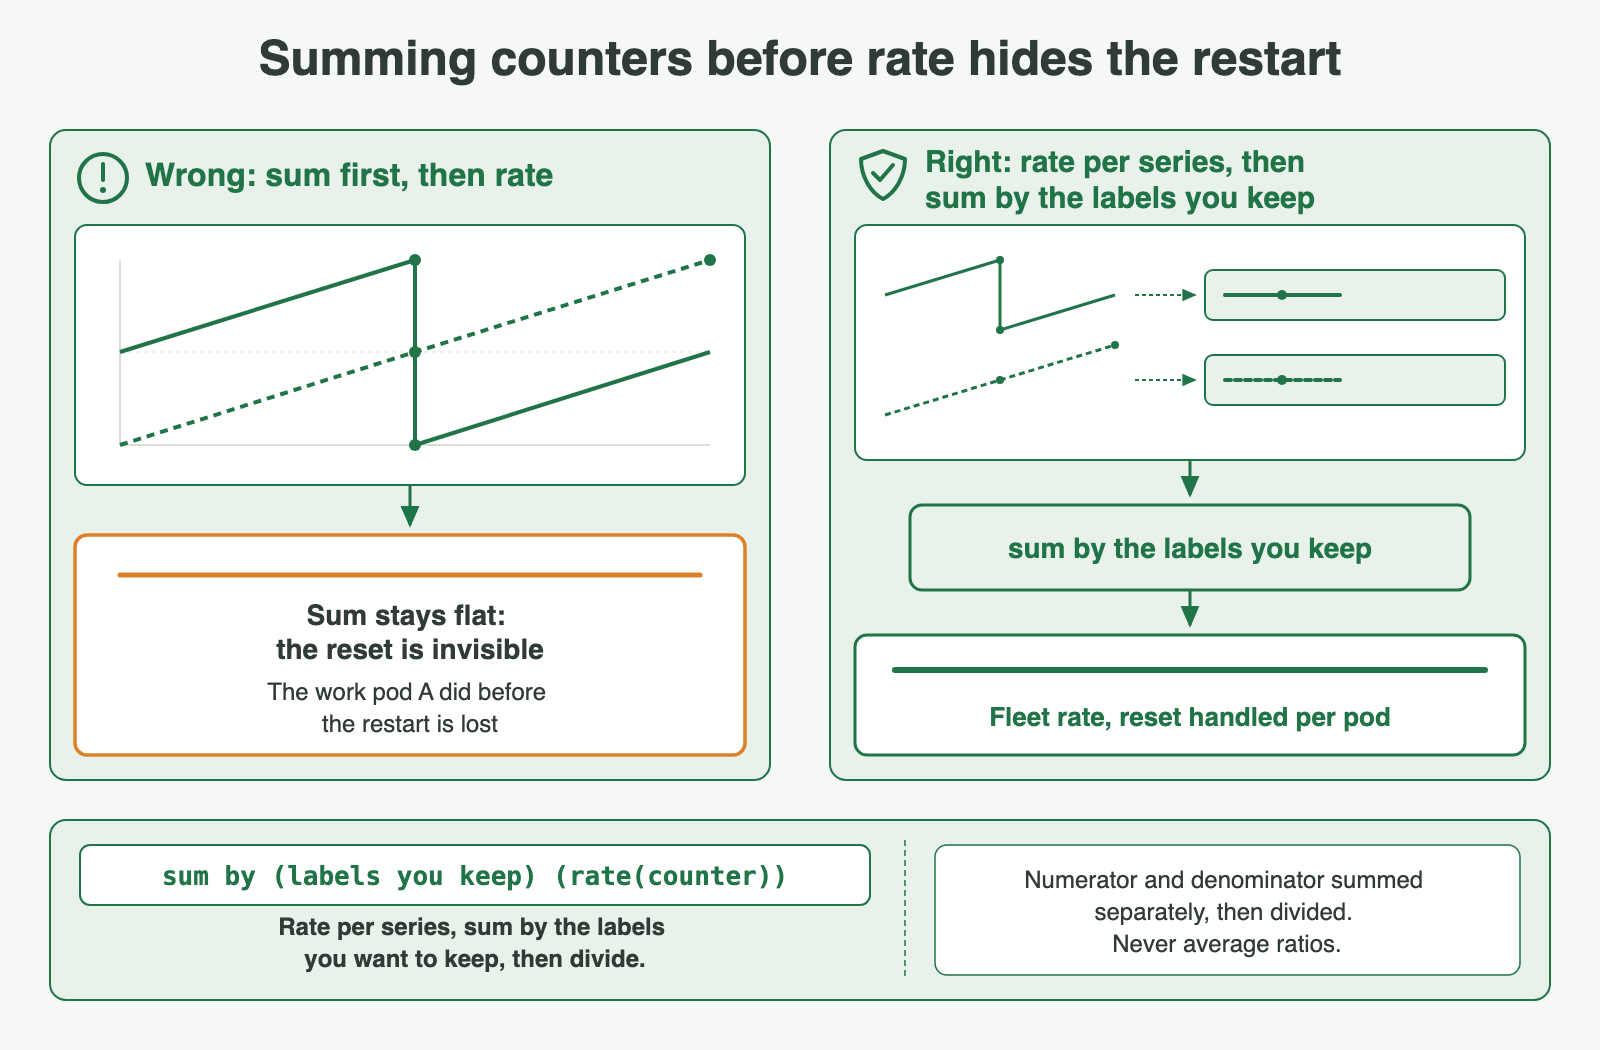 Summing counters before rate hides the restart
Wrong: sum first, then rate
Sum stays flat:
the reset is invisible
The work pod A did before
the restart is lost
Right: rate per series, then
sum by the labels you keep
sum by the labels you keep
Fleet rate, reset handled per pod
sum by (labels you keep) (rate(counter))
Rate per series, sum by the labels
you want to keep, then divide.
Numerator and denominator summed
separately, then divided.
Never average ratios.